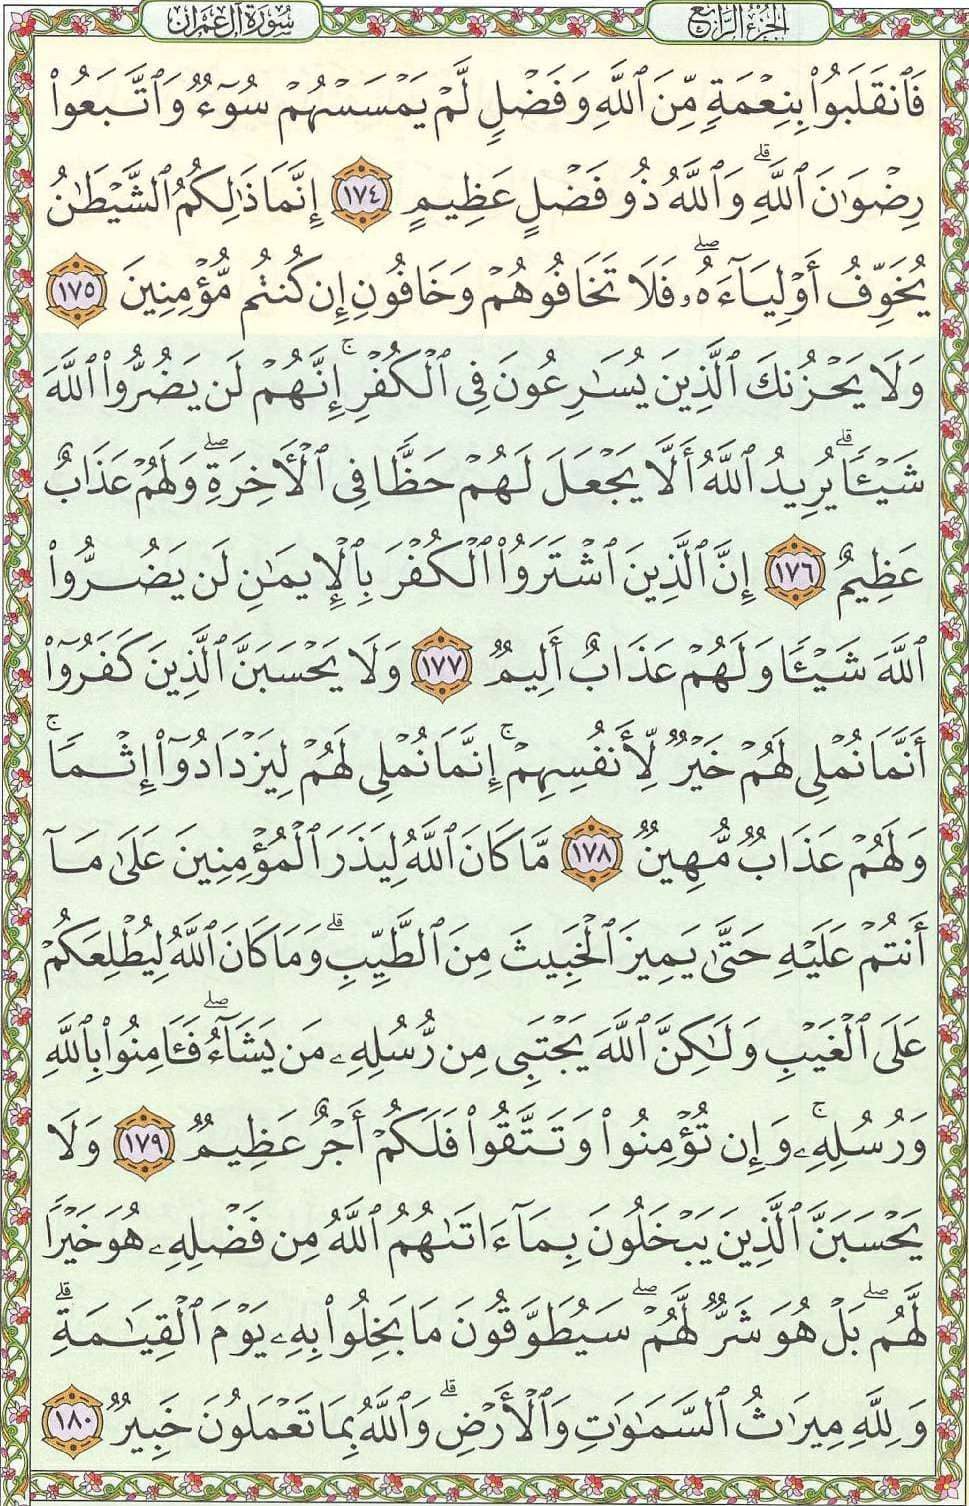 سُورَةُ آلِ عِمْرَان
الجُزْءُ الرَّابِعُ
فَٱنقَلَبُوا۟ بِنِعْمَةٍ مِّنَ ٱللَّهِ وَفَضْلٍ لَّمْ يَمْسَسْهُمْ سُوٓءٌ وَٱتَّبَعُوا۟
رِضْوَٰنَ ٱللَّهِ ۗ وَٱللَّهُ ذُو فَضْلٍ عَظِيمٍ ١٧٤ إِنَّمَا ذَٰلِكُمُ ٱلشَّيْطَٰنُ
يُخَوِّفُ أَوْلِيَآءَهُۥ ۖ فَلَا تَخَافُوهُمْ وَخَافُونِ إِن كُنتُم مُّؤْمِنِينَ ١٧٥
وَلَا يَحْزُنكَ ٱلَّذِينَ يُسَٰرِعُونَ فِى ٱلْكُفْرِ ۚ إِنَّهُمْ لَن يَضُرُّوا۟ ٱللَّهَ
شَيْـًٔا ۗ يُرِيدُ ٱللَّهُ أَلَّا يَجْعَلَ لَهُمْ حَظًّا فِى ٱلْـَٔاخِرَةِ ۖ وَلَهُمْ عَذَابٌ
عَظِيمٌ ١٧٦ إِنَّ ٱلَّذِينَ ٱشْتَرَوُا۟ ٱلْكُفْرَ بِٱلْإِيمَٰنِ لَن يَضُرُّوا۟
ٱللَّهَ شَيْـًٔا وَلَهُمْ عَذَابٌ أَلِيمٌ ١٧٧ وَلَا يَحْسَبَنَّ ٱلَّذِينَ كَفَرُوٓا۟
أَنَّمَا نُمْلِى لَهُمْ خَيْرٌ لِّأَنفُسِهِمْ ۚ إِنَّمَا نُمْلِى لَهُمْ لِيَزْدَادُوٓا۟ إِثْمًا ۚ
وَلَهُمْ عَذَابٌ مُّهِينٌ ١٧٨ مَّا كَانَ ٱللَّهُ لِيَذَرَ ٱلْمُؤْمِنِينَ عَلَىٰ مَآ
أَنتُمْ عَلَيْهِ حَتَّىٰ يَمِيزَ ٱلْخَبِيثَ مِنَ ٱلطَّيِّبِ ۗ وَمَا كَانَ ٱللَّهُ لِيُطْلِعَكُمْ
عَلَى ٱلْغَيْبِ وَلَٰكِنَّ ٱللَّهَ يَجْتَبِى مِن رُّسُلِهِۦ مَن يَشَآءُ ۖ فَـَٔامِنُوا۟ بِٱللَّهِ
وَرُسُلِهِۦ ۚ وَإِن تُؤْمِنُوا۟ وَتَتَّقُوا۟ فَلَكُمْ أَجْرٌ عَظِيمٌ ١٧٩ وَلَا
يَحْسَبَنَّ ٱلَّذِينَ يَبْخَلُونَ بِمَآ ءَاتَىٰهُمُ ٱللَّهُ مِن فَضْلِهِۦ هُوَ خَيْرًا
لَّهُم ۖ بَلْ هُوَ شَرٌّ لَّهُمْ ۖ سَيُطَوَّقُونَ مَا بَخِلُوا۟ بِهِۦ يَوْمَ ٱلْقِيَٰمَةِ ۗ
وَلِلَّهِ مِيرَٰثُ ٱلسَّمَٰوَٰتِ وَٱلْأَرْضِ ۗ وَٱللَّهُ بِمَا تَعْمَلُونَ خَبِيرٌ ١٨٠